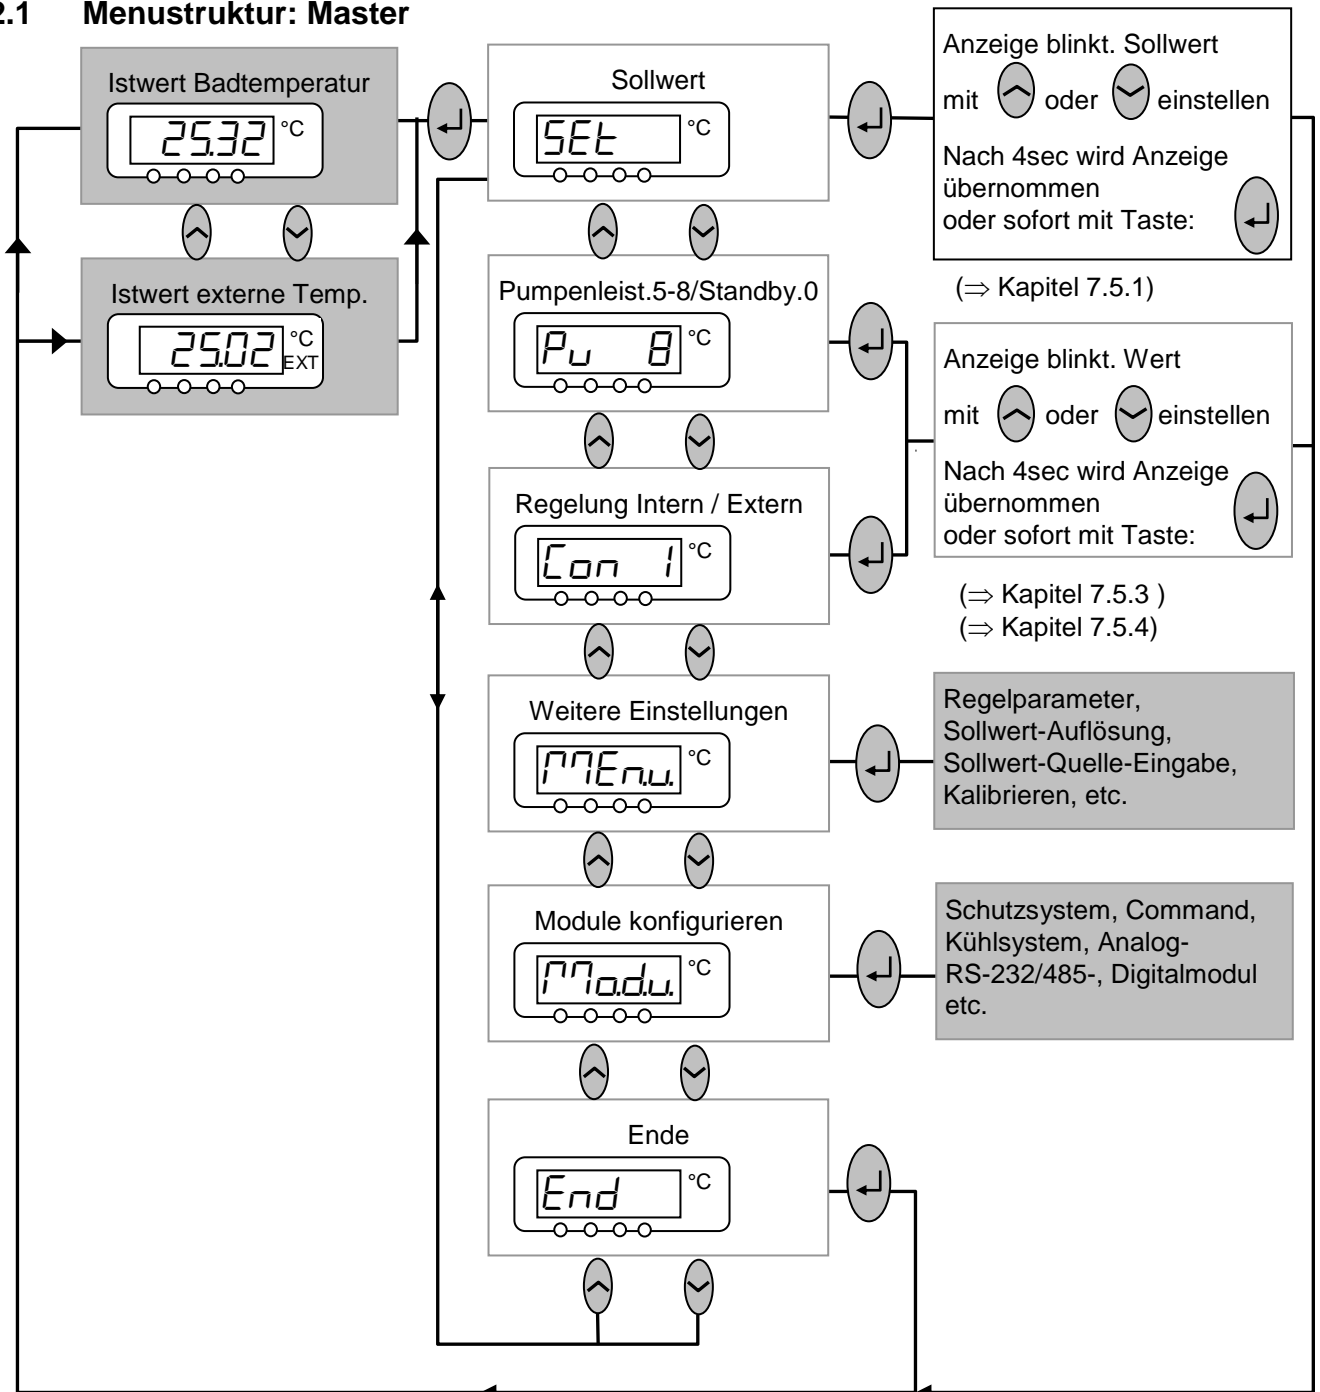 2.1 Menustruktur: Master
Istwert Badtemperatur
25.32 °C
Istwert externe Temp.
25.02 °C
EXT
Sollwert
SEt °C
Anzeige blinkt. Sollwert
mit oder einstellen
Nach 4sec wird Anzeige
übernommen
oder sofort mit Taste:
(⇒ Kapitel 7.5.1)
Pumpenleist.5-8/Standby.0
Pu 8 °C
Anzeige blinkt. Wert
mit oder einstellen
Nach 4sec wird Anzeige
übernommen
oder sofort mit Taste:
(⇒ Kapitel 7.5.3 )
(⇒ Kapitel 7.5.4)
Regelung Intern / Extern
Con 1 °C
Weitere Einstellungen
MEn.u. °C
Regelparameter,
Sollwert-Auflösung,
Sollwert-Quelle-Eingabe,
Kalibrieren, etc.
Module konfigurieren
Mo.d.u. °C
Schutzsystem, Command,
Kühlsystem, Analog-
RS-232/485-, Digitalmodul
etc.
Ende
End °C